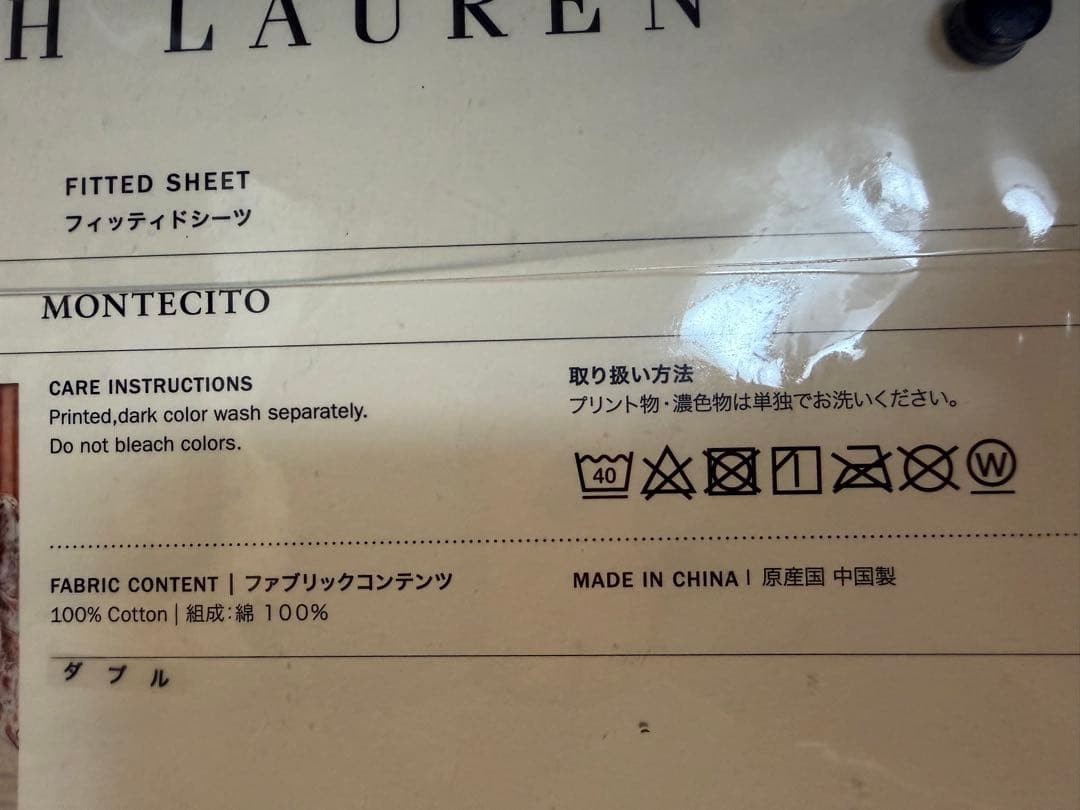 H LAUREN
FITTED SHEET
フィッティドシーツ
MONTECITO
CARE INSTRUCTIONS
Printed,dark color wash separately.
Do not bleach colors.
取り扱い方法
プリント物・濃色物は単独でお洗いください。
40
W
FABRIC CONTENT | ファブリックコンテンツ
100% Cotton | 組成:綿 100%
MADE IN CHINA | 原産国 中国製
ダブル